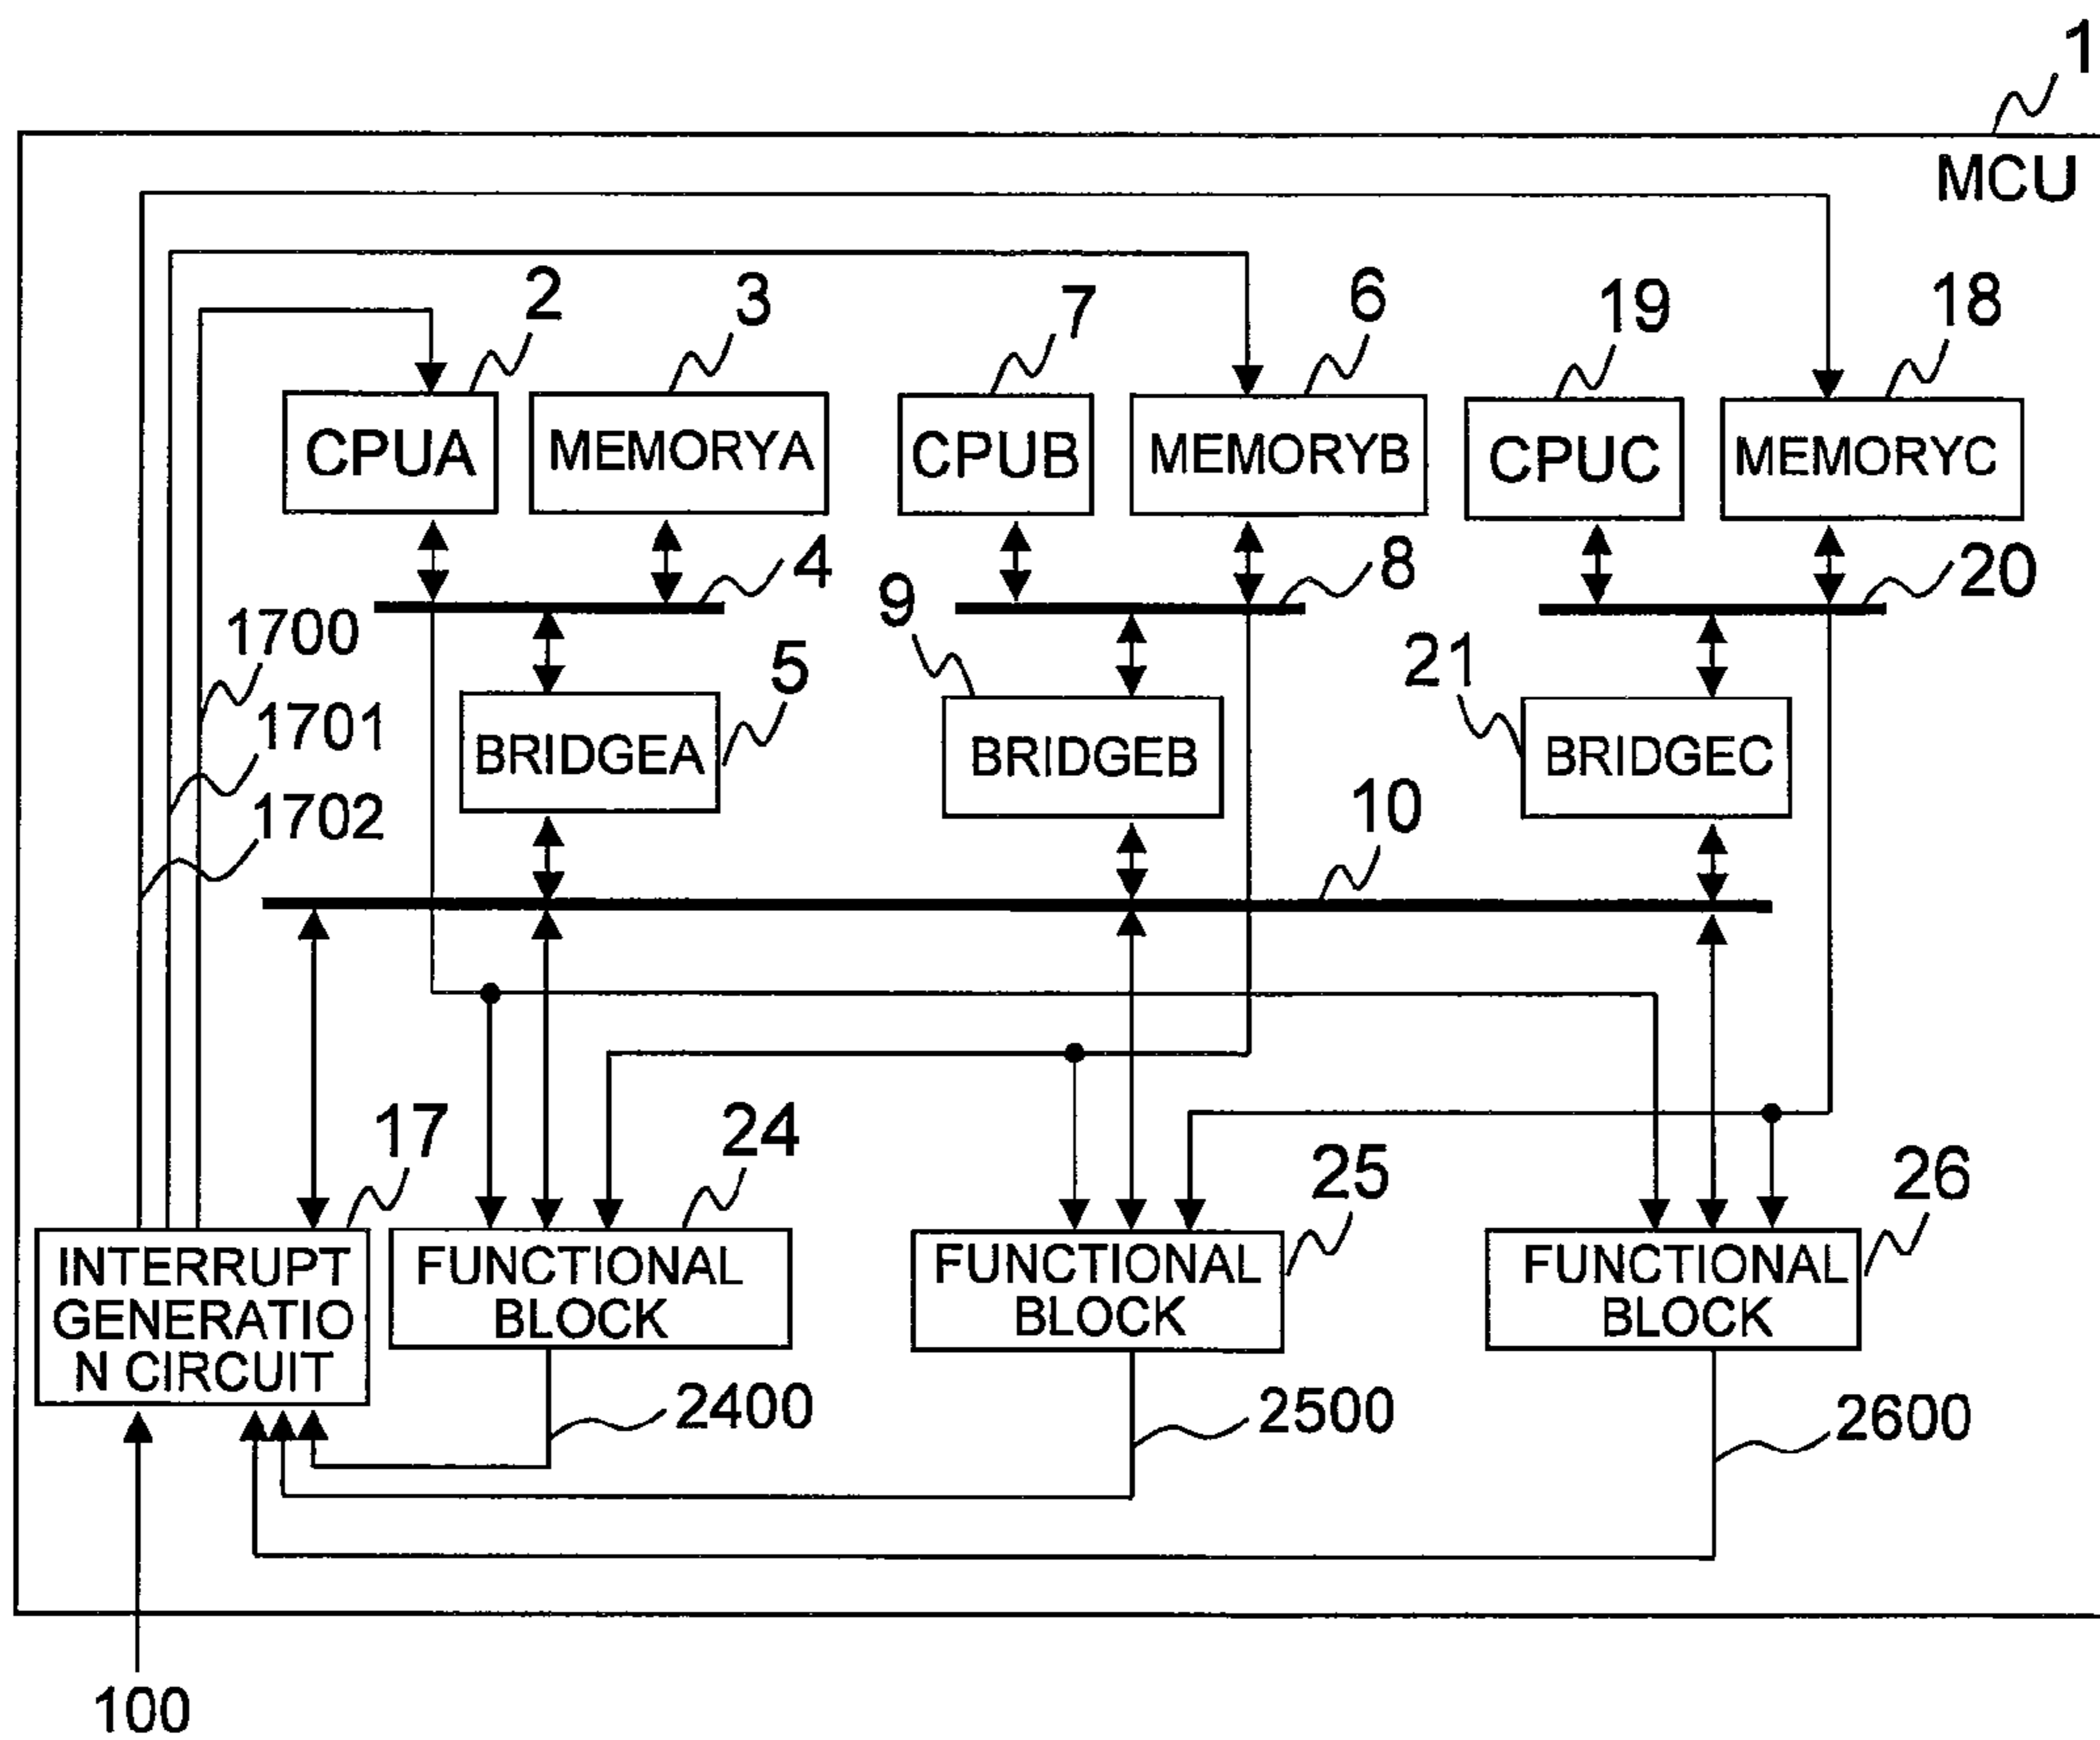 1
MCU
2
3
7
6
19
18
CPUA
MEMORYA
CPUB
MEMORYB
CPUC
MEMORYC
4
9
8
20
1700
5
21
1701
BRIDGEA
BRIDGEB
BRIDGEC
1702
10
17
24
25
26
INTERRUPT
GENERATIO
N CIRCUIT
FUNCTIONAL
BLOCK
FUNCTIONAL
BLOCK
FUNCTIONAL
BLOCK
2400
2500
2600
100